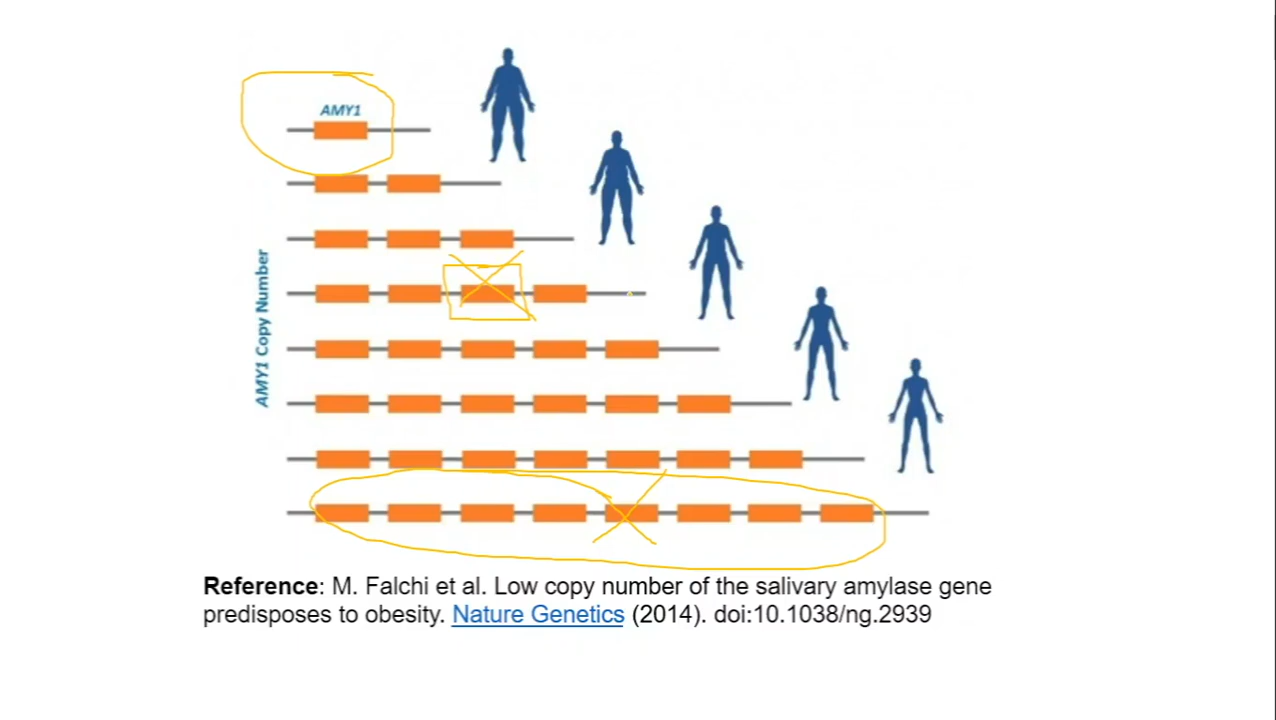 AMY1
AMY1 Copy Number
Reference: M. Falchi et al. Low copy number of the salivary amylase gene
predisposes to obesity. Nature Genetics (2014). doi:10.1038/ng.2939